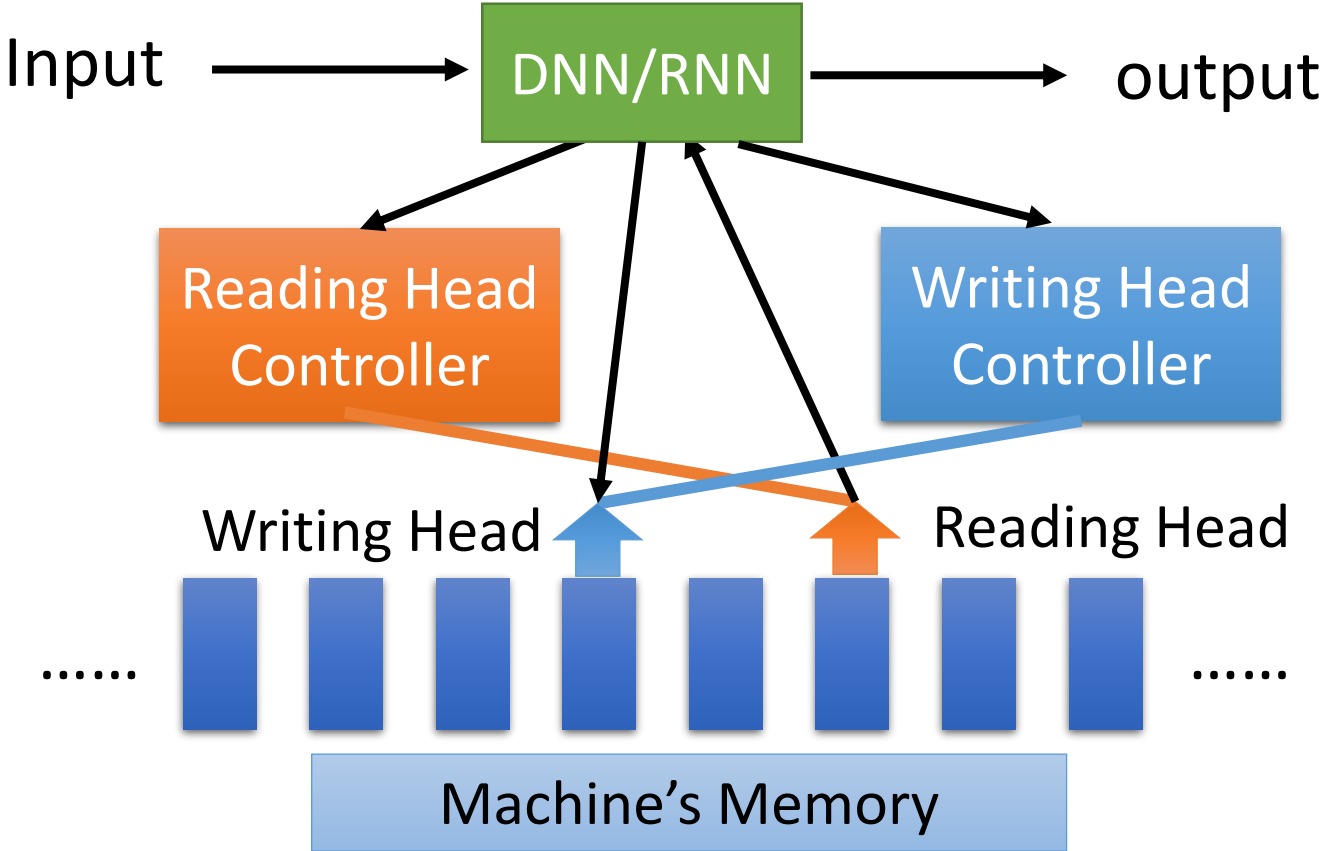 Input
DNN/RNN
output
Reading Head
Controller
Writing Head
Controller
Writing Head
Reading Head
......
......
Machine's Memory